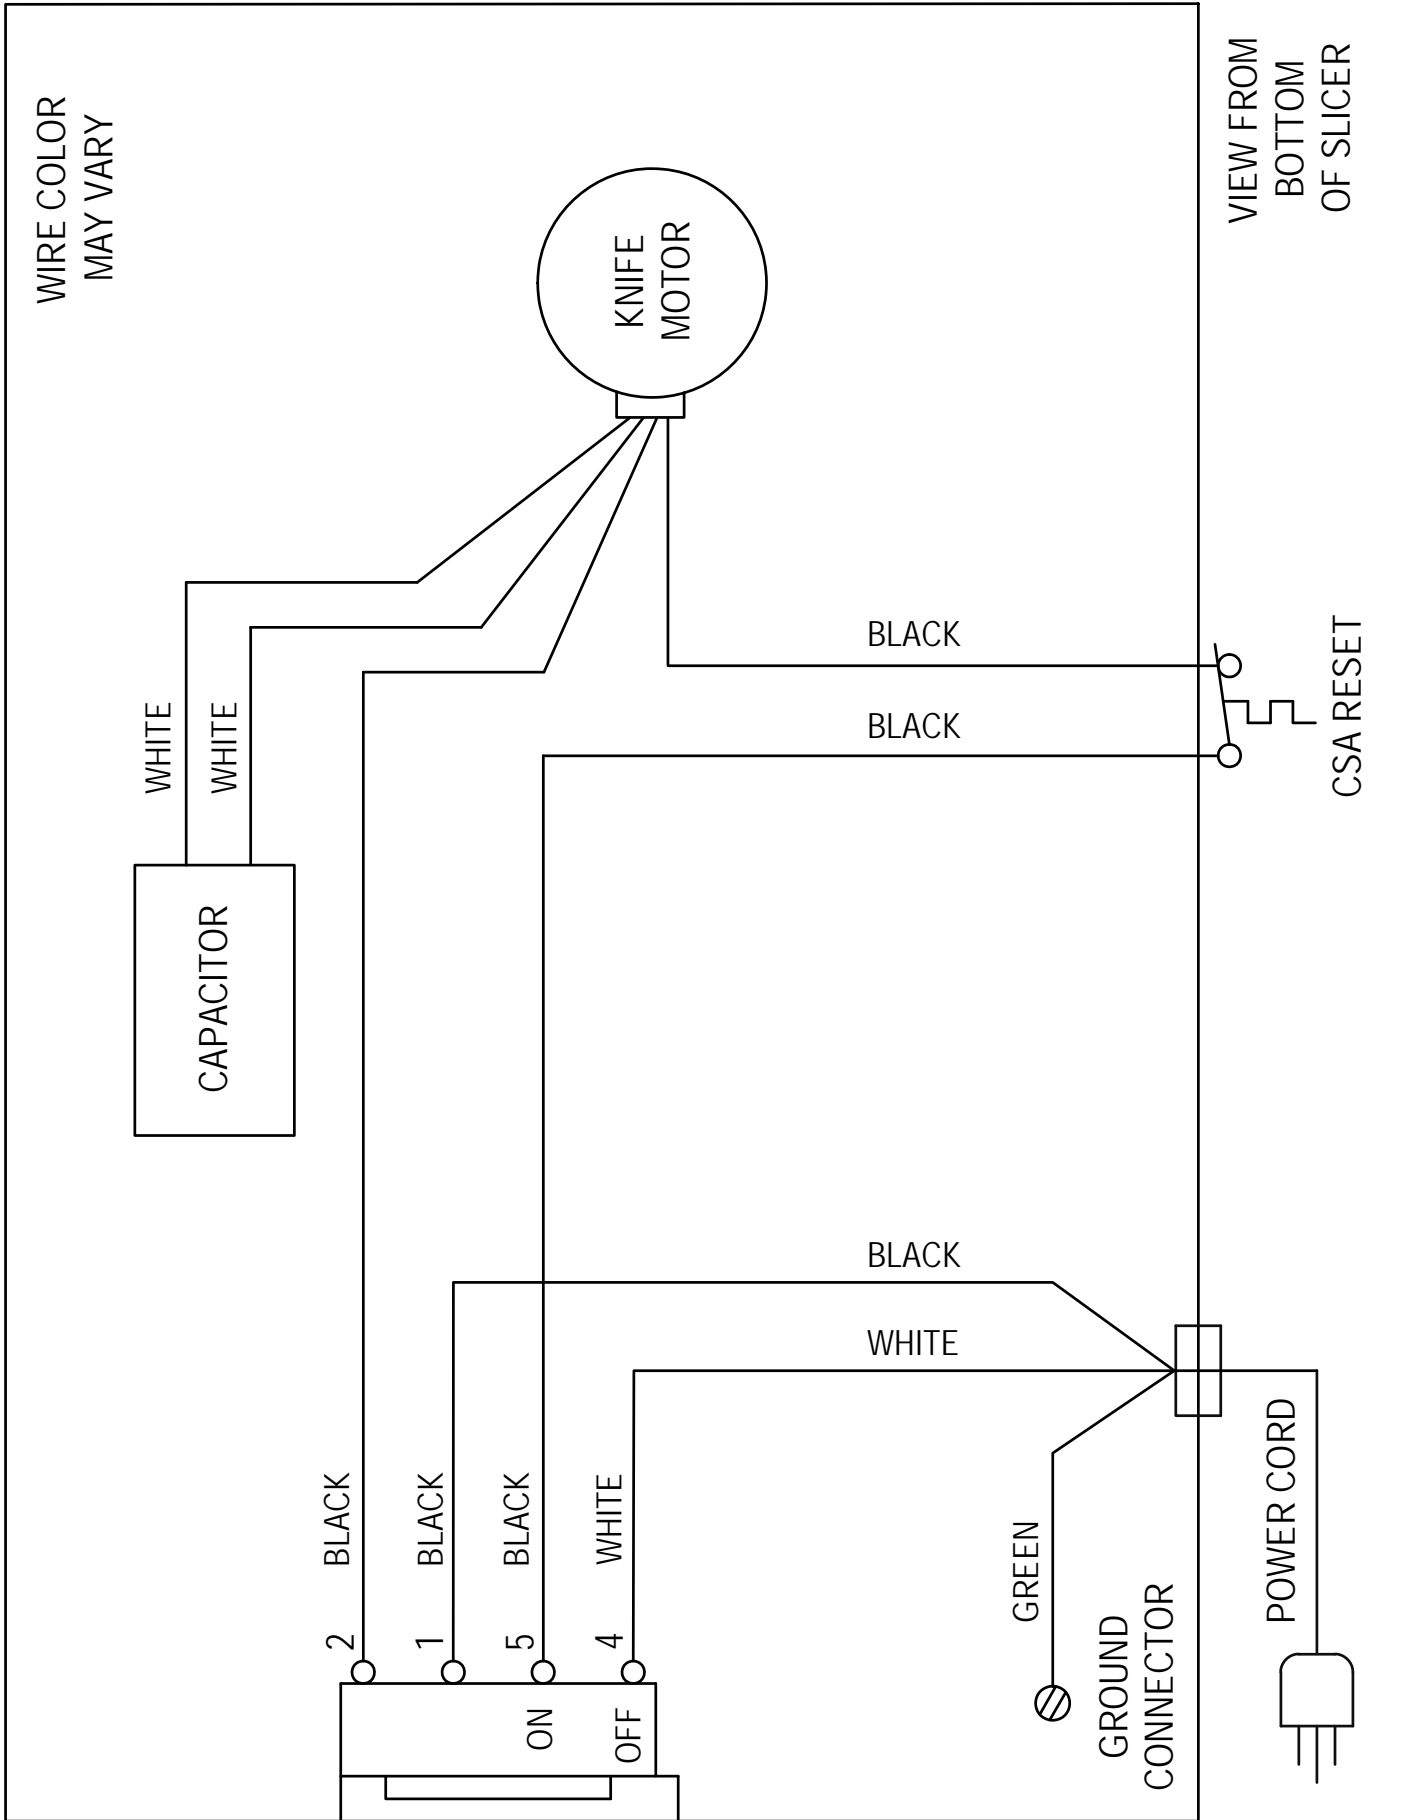 WIRE COLOR
MAY VARY
VIEW FROM
BOTTOM
OF SLICER
KNIFE
MOTOR
WHITE
WHITE
BLACK
BLACK
CSA RESET
CAPACITOR
BLACK
WHITE
BLACK
BLACK
BLACK
WHITE
2
1
5
4
ON
OFF
GREEN
GROUND
CONNECTOR
POWER CORD